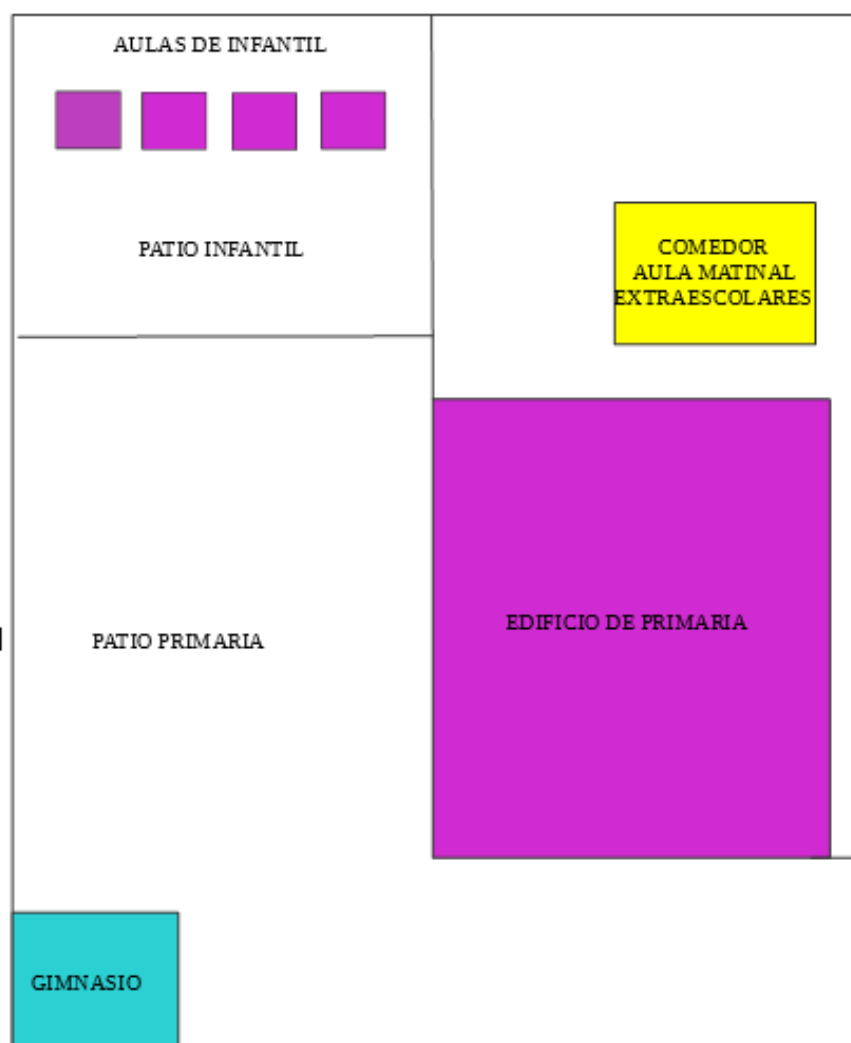 AULAS DE INFANTIL
PATIO INFANTIL
COMEDOR
AULA MATINAL
EXTRAESCOLARES
EDIFICIO DE PRIMARIA
PATIO PRIMARIA
GIMNASIO